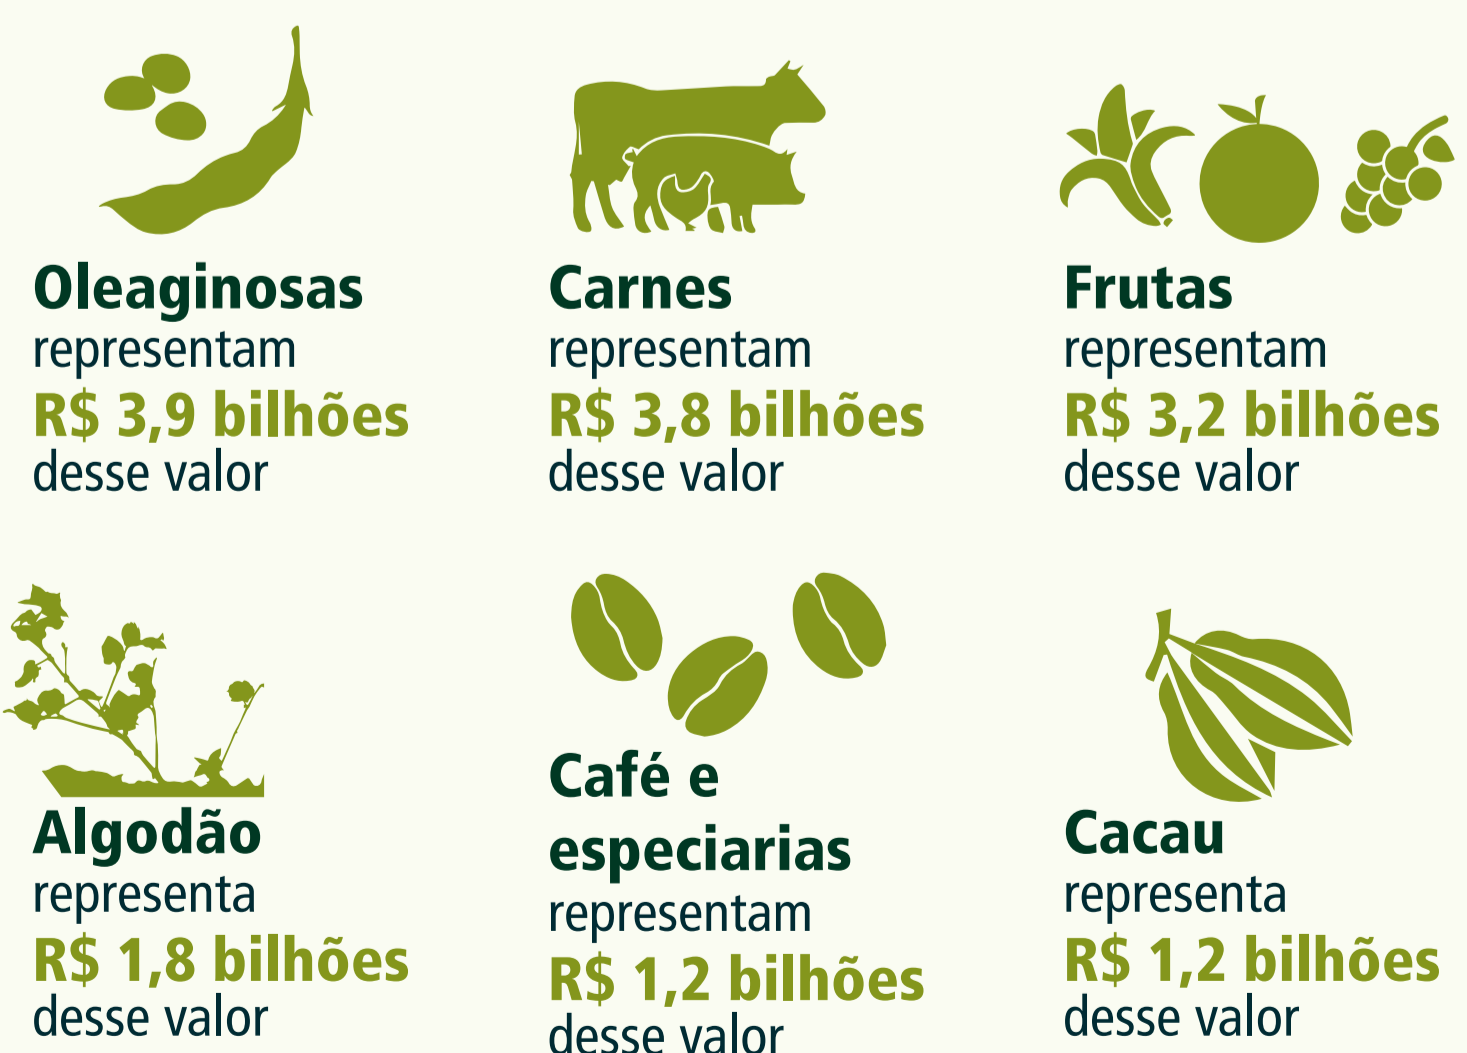 Oleaginosas
representam
R$ 3,9 bilhões
desse valor
Carnes
representam
R$ 3,8 bilhões
desse valor
Frutas
representam
R$ 3,2 bilhões
desse valor
Algodão
representa
R$ 1,8 bilhões
desse valor
Café e
especiarias
representam
R$ 1,2 bilhões
desse valor
Cacau
representa
R$ 1,2 bilhões
desse valor